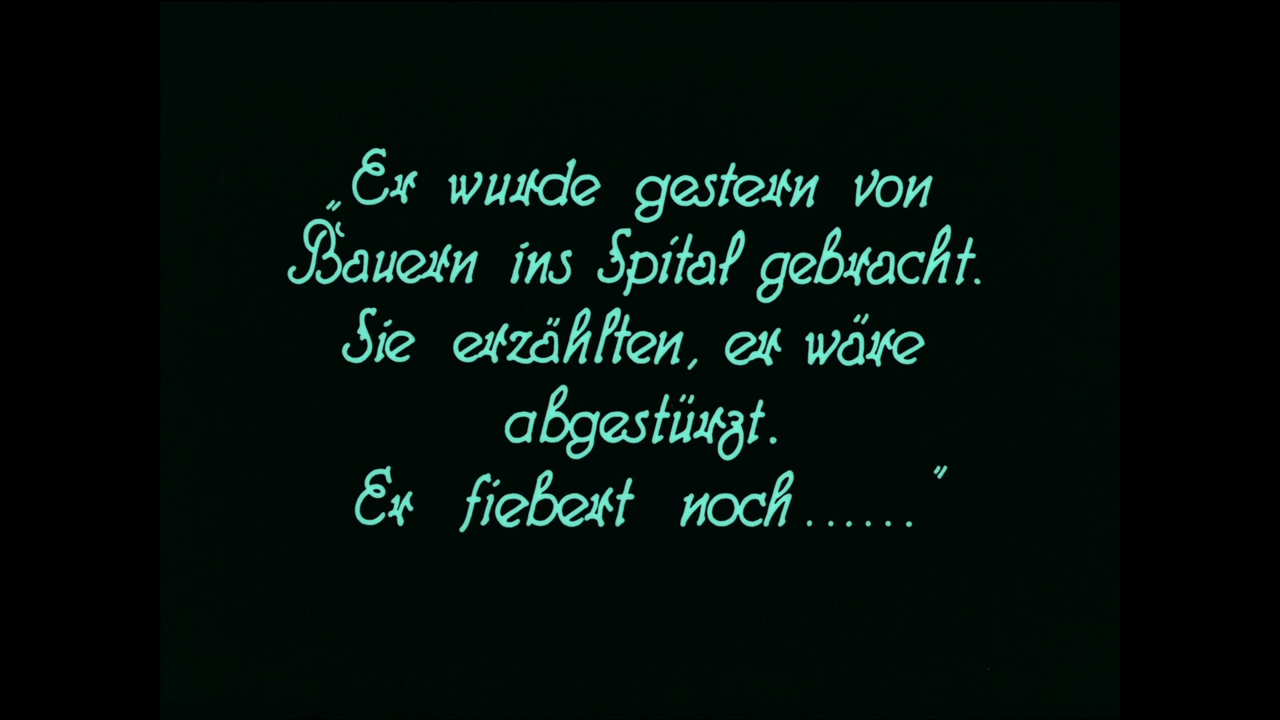 „Er wurde gestern von
Bauern ins Spital gebracht.
Sie erzählten, er wäre
abgestürzt.
Er fiebert noch......"